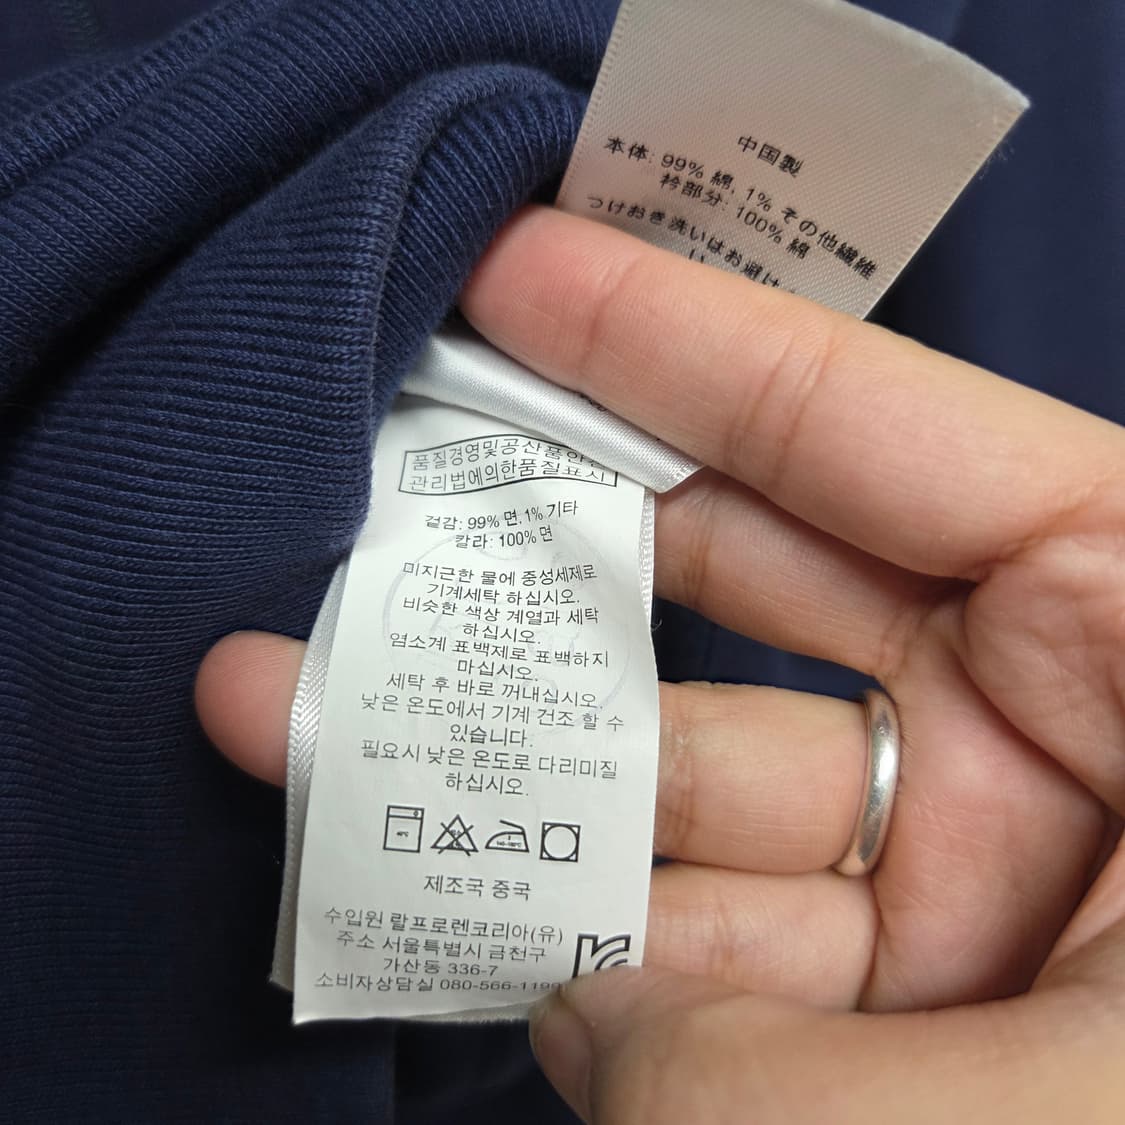 中国製
本体: 99% 綿, 1% その他繊維
衿部分: 100% 綿
つけおき洗いはお避け
품질경영및공산품안전
관리법에의한품질표시
겉감: 99% 면, 1% 기타
칼라: 100% 면
미지근한 물에 중성세제로
기계세탁 하십시오.
비슷한 색상 계열과 세탁
하십시오.
염소계 표백제로 표백하지
마십시오.
세탁 후 바로 꺼내십시오.
낮은 온도에서 기계 건조 할 수
있습니다.
필요시 낮은 온도로 다리미질
하십시오.
제조국 중국
수입원 랄프로렌코리아(유)
주소 서울특별시 금천구
가산동 336-7
소비자상담실 080-566-1199